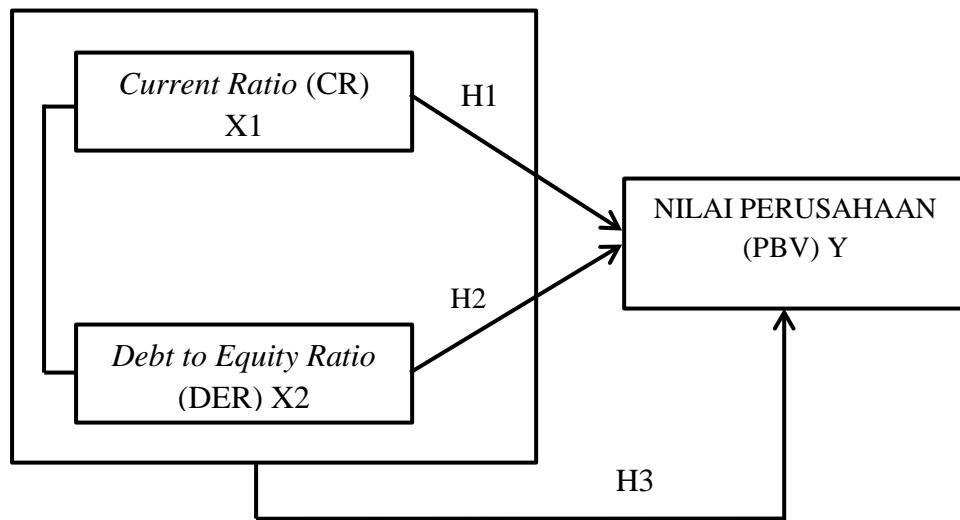 Current Ratio (CR)
X1
H1
NILAI PERUSAHAAN
(PBV) Y
H2
Debt to Equity Ratio
(DER) X2
H3